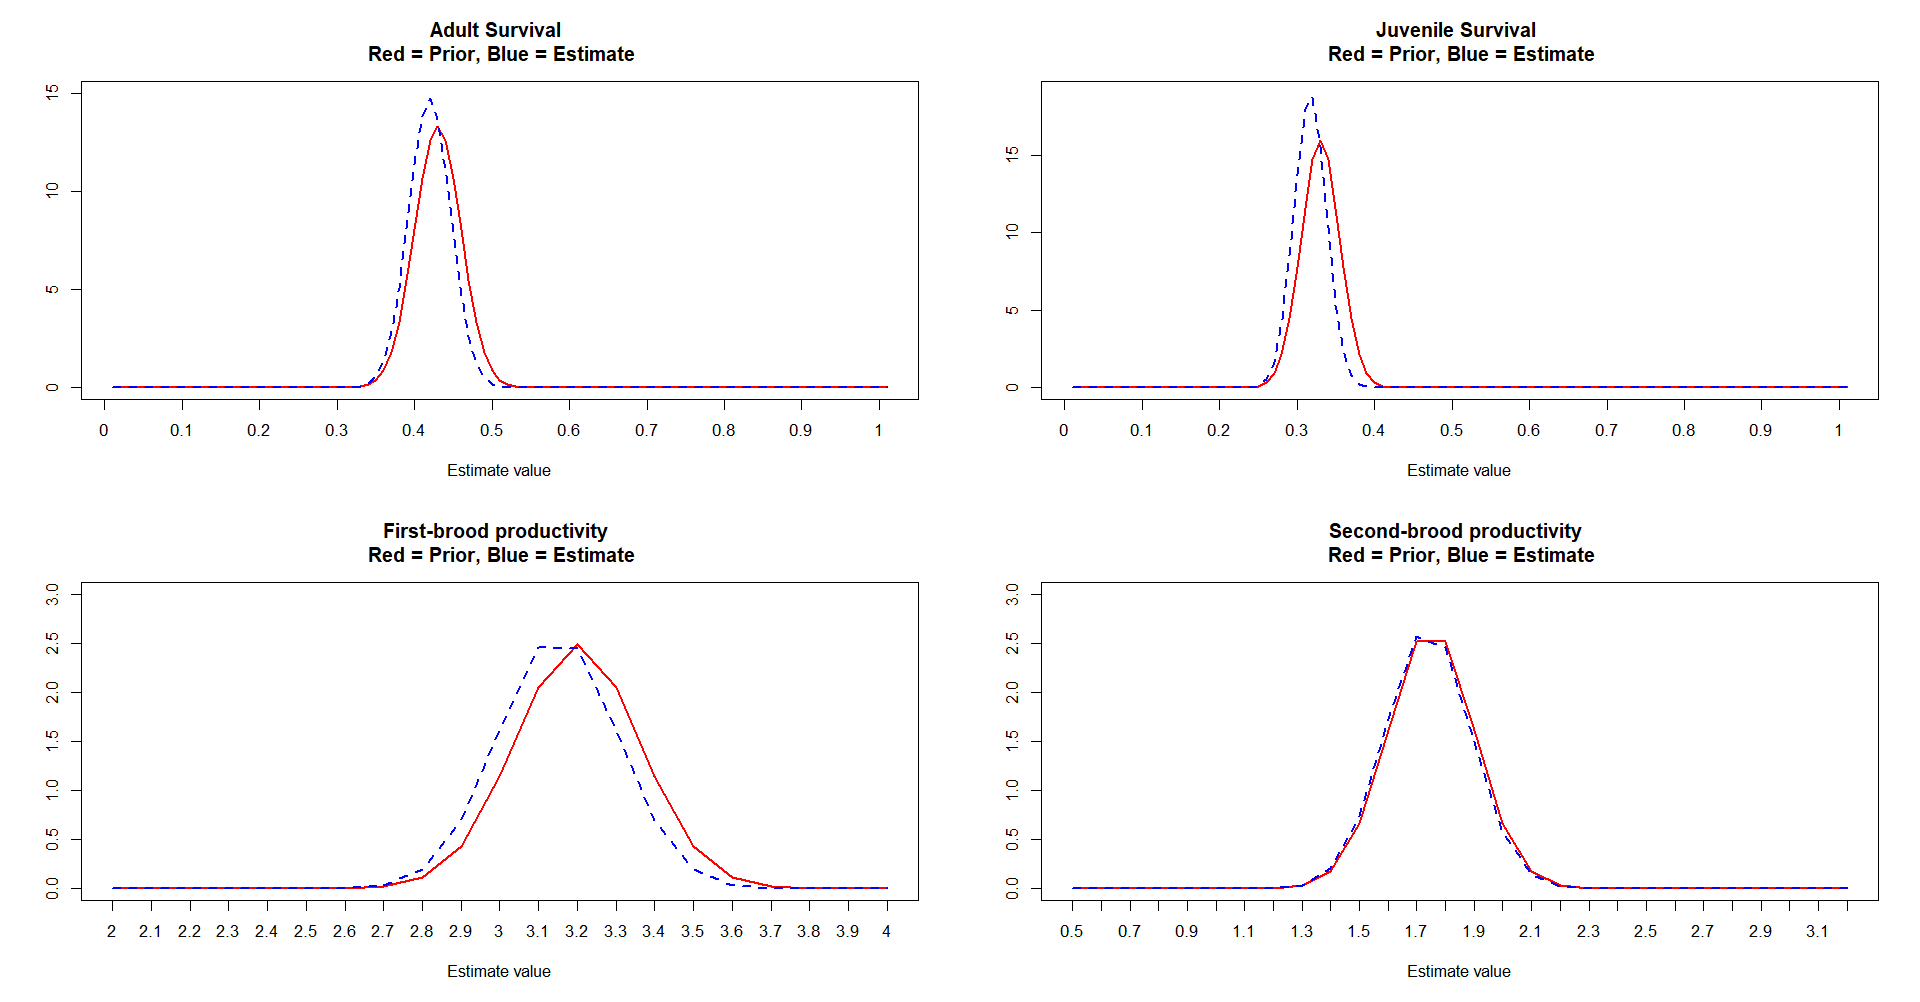 Adult Survival
Red = Prior, Blue = Estimate
15
10
5
0
0 0.1 0.2 0.3 0.4 0.5 0.6 0.7 0.8 0.9 1
Estimate value
Juvenile Survival
Red = Prior, Blue = Estimate
15
10
5
0
0 0.1 0.2 0.3 0.4 0.5 0.6 0.7 0.8 0.9 1
Estimate value
First-brood productivity
Red = Prior, Blue = Estimate
3.0
2.5
2.0
1.5
1.0
0.5
0.0
2 2.1 2.2 2.3 2.4 2.5 2.6 2.7 2.8 2.9 3 3.1 3.2 3.3 3.4 3.5 3.6 3.7 3.8 3.9 4
Estimate value
Second-brood productivity
Red = Prior, Blue = Estimate
3.0
2.5
2.0
1.5
1.0
0.5
0.0
0.5 0.7 0.9 1.1 1.3 1.5 1.7 1.9 2.1 2.3 2.5 2.7 2.9 3.1
Estimate value